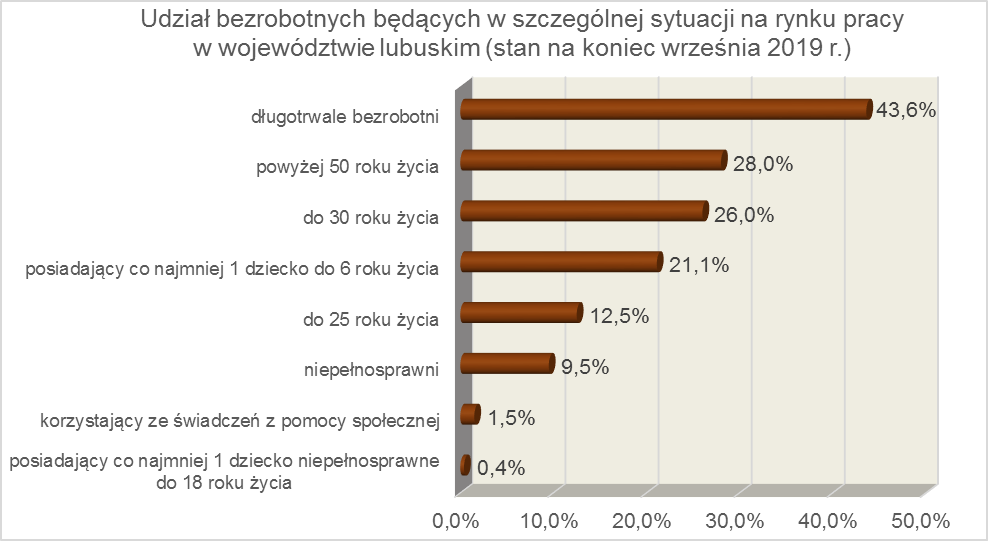 Udział bezrobotnych będących w szczególnej sytuacji na rynku pracy
w województwie lubuskim (stan na koniec września 2019 r.)
długotrwale bezrobotni
43,6%
powyżej 50 roku życia
28,0%
do 30 roku życia
26,0%
posiadający co najmniej 1 dziecko do 6 roku życia
21,1%
do 25 roku życia
12,5%
niepełnosprawni
9,5%
korzystający ze świadczeń z pomocy społecznej
1,5%
posiadający co najmniej 1 dziecko niepełnosprawne
do 18 roku życia
0,4%
0,0% 10,0% 20,0% 30,0% 40,0% 50,0%